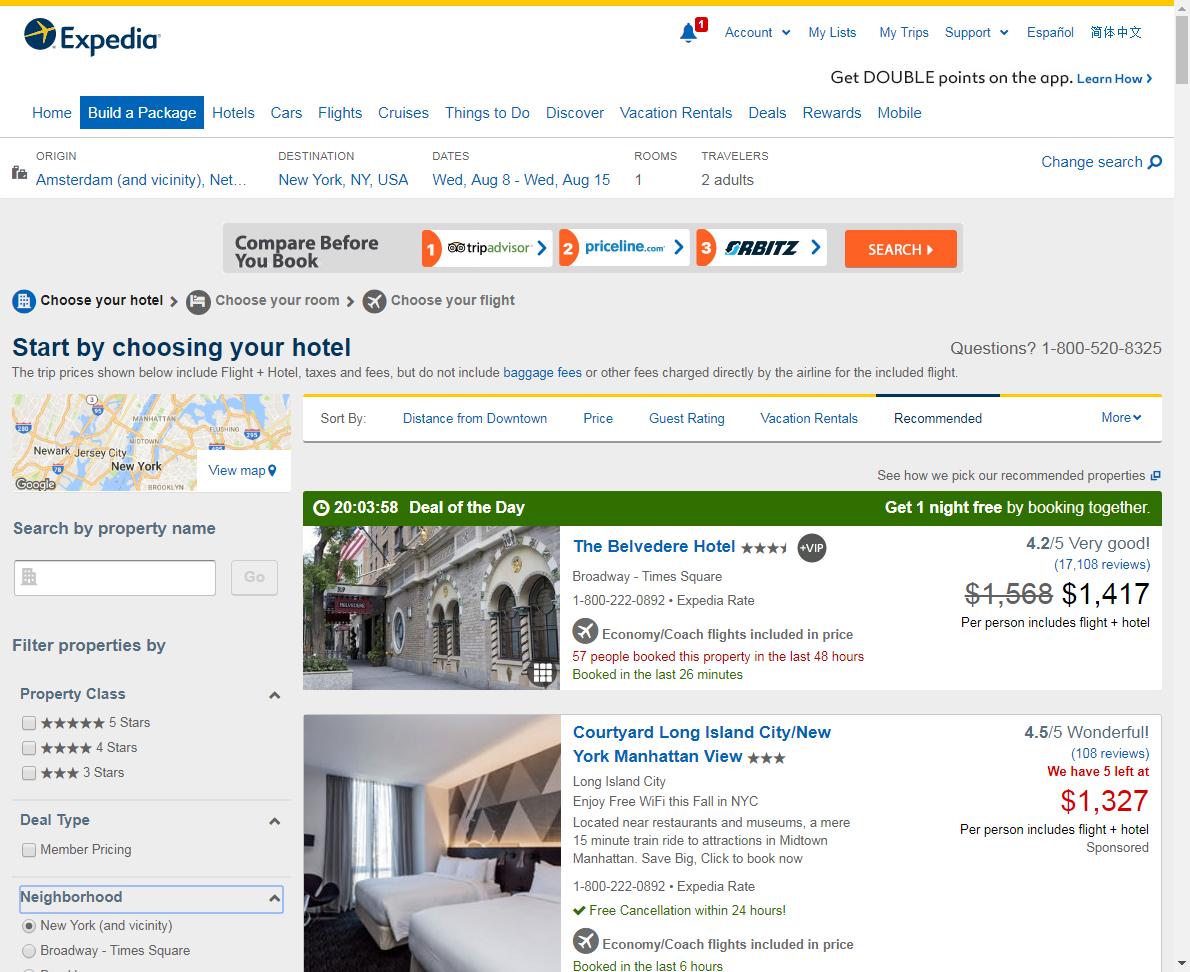 Expedia
1
Account
My Lists
My Trips
Support
Español
简体中文
Get DOUBLE points on the app. Learn How
Home
Build a Package
Hotels
Cars
Flights
Cruises
Things to Do
Discover
Vacation Rentals
Deals
Rewards
Mobile
ORIGIN
Amsterdam (and vicinity), Net...
DESTINATION
New York, NY, USA
DATES
Wed, Aug 8 - Wed, Aug 15
ROOMS
1
TRAVELERS
2 adults
Change search
Compare Before
You Book
1 tripadvisor
2 priceline.com
3 ORBITZ
SEARCH
Choose your hotel
Choose your room
Choose your flight
Start by choosing your hotel
Questions? 1-800-520-8325
The trip prices shown below include Flight + Hotel, taxes and fees, but do not include baggage fees or other fees charged directly by the airline for the included flight.
3
95
MANHATTAN
280
FLUSHING
MIDTOWN
295
495
Newark
Jersey City
New York
78
BROOKLYN
Google
View map
Sort By:
Distance from Downtown
Price
Guest Rating
Vacation Rentals
Recommended
More
See how we pick our recommended properties
Search by property name
Go
Filter properties by
Property Class
5 Stars
4 Stars
3 Stars
Deal Type
Member Pricing
Neighborhood
New York (and vicinity)
Broadway - Times Square
20:03:58 Deal of the Day
Get 1 night free by booking together.
319
BELVEDERE
The Belvedere Hotel
+VIP
Broadway - Times Square
1-800-222-0892 • Expedia Rate
Economy/Coach flights included in price
57 people booked this property in the last 48 hours
Booked in the last 26 minutes
4.2/5 Very good!
(17,108 reviews)
$1,568 $1,417
Per person includes flight + hotel
Courtyard Long Island City/New
York Manhattan View
Long Island City
Enjoy Free WiFi this Fall in NYC
Located near restaurants and museums, a mere
15 minute train ride to attractions in Midtown
Manhattan. Save Big, Click to book now
1-800-222-0892 • Expedia Rate
Free Cancellation within 24 hours!
Economy/Coach flights included in price
Booked in the last 6 hours
4.5/5 Wonderful!
(108 reviews)
We have 5 left at
$1,327
Per person includes flight + hotel
Sponsored